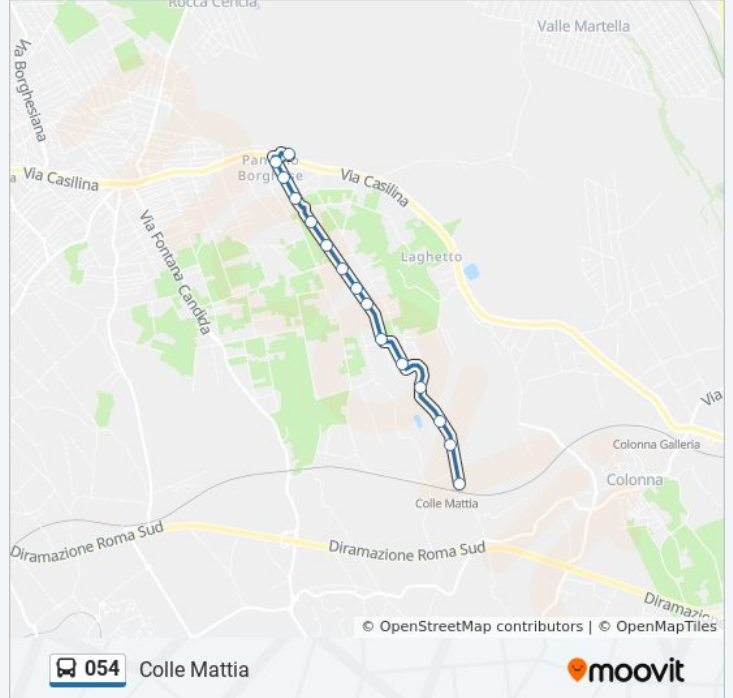 Rocca Cencia
Valle Martella
Via Borghesiana
Via Casilina
Borghese
Via Casilina
Via Fontana Candida
Laghetto
Via
Colonna Galleria
Colonna
Colle Mattia
Diramazione Roma Sud
Diramazione Roma Sud
Diramazio
© OpenStreetMap contributors | © OpenMapTiles
054 Colle Mattia
moovit